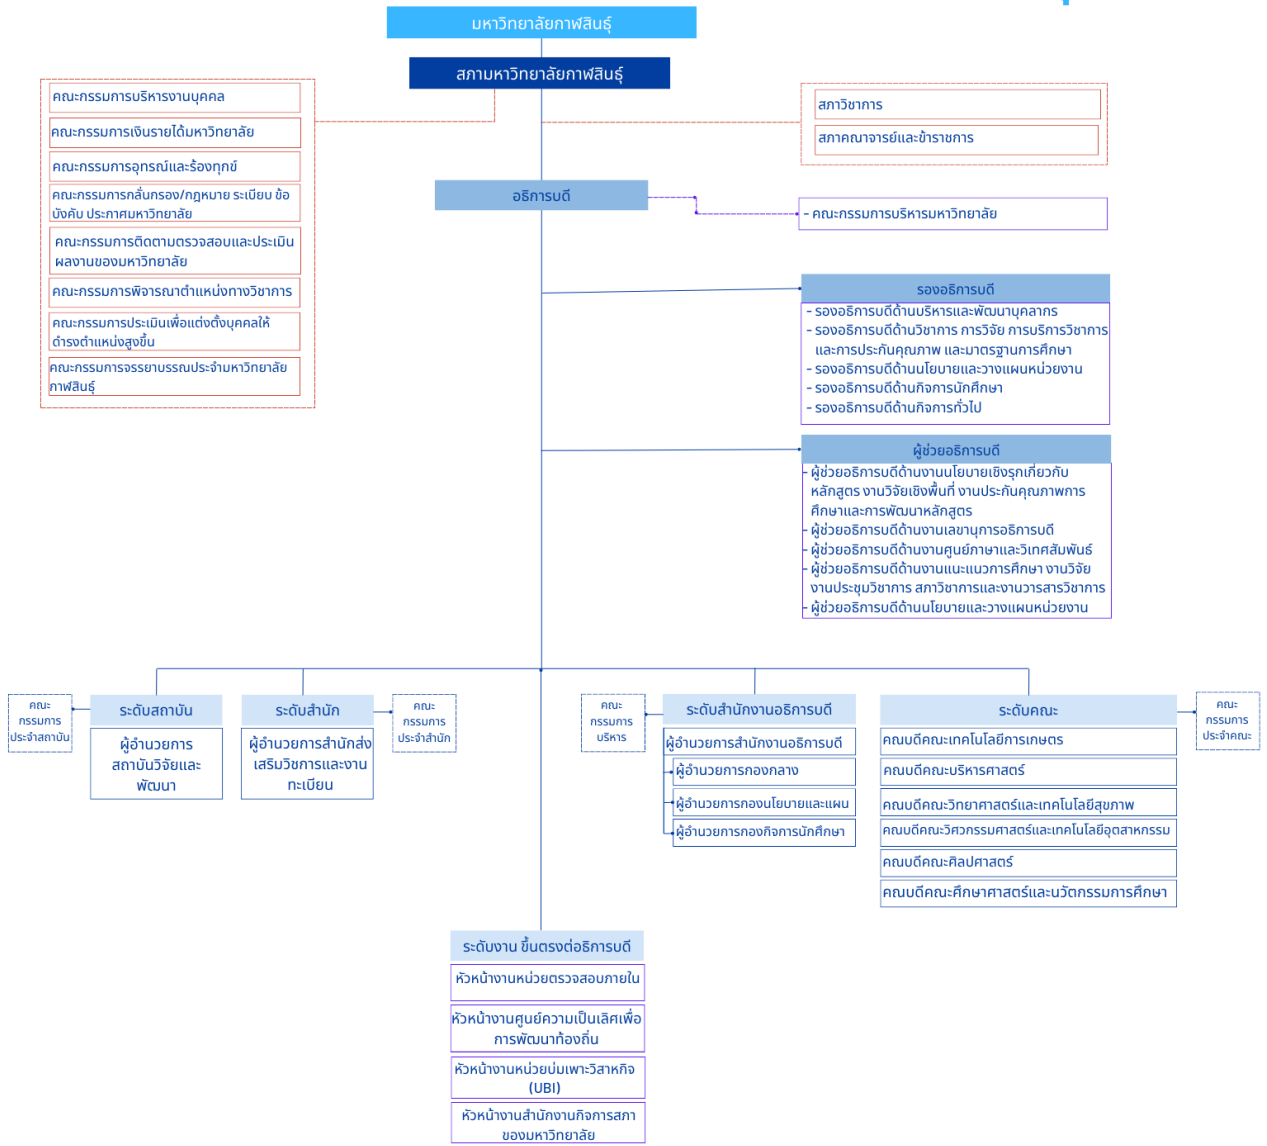 มหาวิทยาลัยกาฬสินธุ์
สภามหาวิทยาลัยกาฬสินธุ์
คณะกรรมการบริหารงานบุคคล
คณะกรรมการเงินรายได้มหาวิทยาลัย
คณะกรรมการอุทรณ์และร้องทุกข์
คณะกรรมการกลั่นกรอง/กฎหมาย ระเบียบ ข้อ
บังคับ ประกาศมหาวิทยาลัย
คณะกรรมการติดตามตรวจสอบและประเมิน
ผลงานของมหาวิทยาลัย
คณะกรรมการพิจารณาตำแหน่งทางวิชาการ
คณะกรรมการประเมินเพื่อแต่งตั้งบุคคลให้
ดำรงตำแหน่งสูงขึ้น
คณะกรรมการจรรยาบรรณประจำมหาวิทยาลัย
กาฬสินธุ์
สภาวิชาการ
สภาคณาจารย์และข้าราชการ
อธิการบดี
- คณะกรรมการบริหารมหาวิทยาลัย
รองอธิการบดี
- รองอธิการบดีด้านบริหารและพัฒนาบุคลากร
- รองอธิการบดีด้านวิชาการ การวิจัย การบริการวิชาการ
และการประกันคุณภาพ และมาตรฐานการศึกษา
- รองอธิการบดีด้านนโยบายและวางแผนหน่วยงาน
- รองอธิการบดีด้านกิจการนักศึกษา
- รองอธิการบดีด้านกิจการทั่วไป
ผู้ช่วยอธิการบดี
- ผู้ช่วยอธิการบดีด้านงานนโยบายเชิงรุกเกี่ยวกับ
หลักสูตร งานวิจัยเชิงพื้นที่ งานประกันคุณภาพการ
ศึกษาและการพัฒนาหลักสูตร
- ผู้ช่วยอธิการบดีด้านงานเลขานุการอธิการบดี
- ผู้ช่วยอธิการบดีด้านงานศูนย์ภาษาและวิเทศสัมพันธ์
- ผู้ช่วยอธิการบดีด้านงานแนะแนวการศึกษา งานวิจัย
งานประชุมวิชาการ สภาวิชาการและงานวารสารวิชาการ
- ผู้ช่วยอธิการบดีด้านนโยบายและวางแผนหน่วยงาน
คณะ
กรรมการ
ประจำสถาบัน
ระดับสถาบัน
ผู้อำนวยการ
สถาบันวิจัยและ
พัฒนา
ระดับสำนัก
ผู้อำนวยการสำนักส่ง
เสริมวิชการและงาน
ทะเบียน
คณะ
กรรมการ
ประจำสำนัก
คณะ
กรรมการ
บริหาร
ระดับสำนักงานอธิการบดี
ผู้อำนวยการสำนักงานอธิการบดี
ผู้อำนวยการกองกลาง
ผู้อำนวยการกองนโยบายและแผน
ผู้อำนวยการกองกิจการนักศึกษา
ระดับคณะ
คณบดีคณะเทคโนโลยีการเกษตร
คณบดีคณะบริหารศาสตร์
คณบดีคณะวิทยาศาสตร์และเทคโนโลยีสุขภาพ
คณบดีคณะวิศวกรรมศาสตร์และเทคโนโลยีอุตสาหกรรม
คณบดีคณะศิลปศาสตร์
คณบดีคณะศึกษาศาสตร์และนวัตกรรมการศึกษา
คณะ
กรรมการ
ประจำคณะ
ระดับงาน ขึ้นตรงต่ออธิการบดี
หัวหน้างานหน่วยตรวจสอบภายใน
หัวหน้างานศูนย์ความเป็นเลิศเพื่อ
การพัฒนาท้องถิ่น
หัวหน้างานหน่วยบ่มเพาะวิสาหกิจ
(UBI)
หัวหน้างานสำนักงานกิจการสภา
ของมหาวิทยาลัย